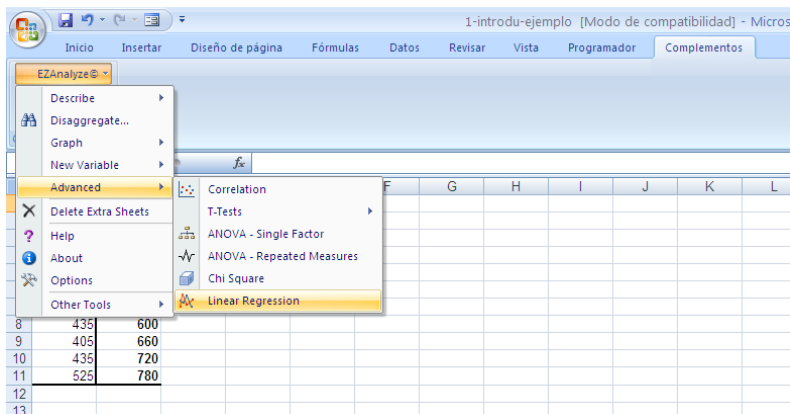 1-introdu-ejemplo [Modo de compatibilidad] - Micros
Inicio Insertar Diseño de página Fórmulas Datos Revisar Vista Programador Complementos
EZAnalyze©
Describe
Disaggregate...
Graph
New Variable
Advanced
Delete Extra Sheets
Help
About
Options
Other Tools
fx
Correlation
T-Tests
ANOVA - Single Factor
ANOVA - Repeated Measures
Chi Square
Linear Regression
F G H I J K L
8 435 600
9 405 660
10 435 720
11 525 780
12
13